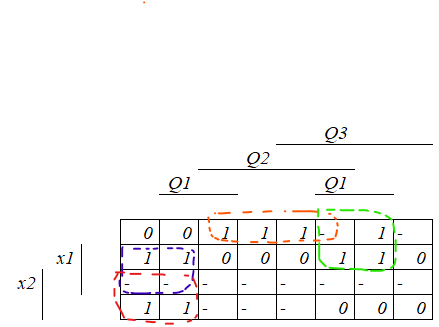 Q3
Q2
Q1 Q1
0 0 1 1 1 - 1 -
x1 1 1 0 0 0 1 1 0
x2 - - - - - - - -
1 1 - - - 0 0 0